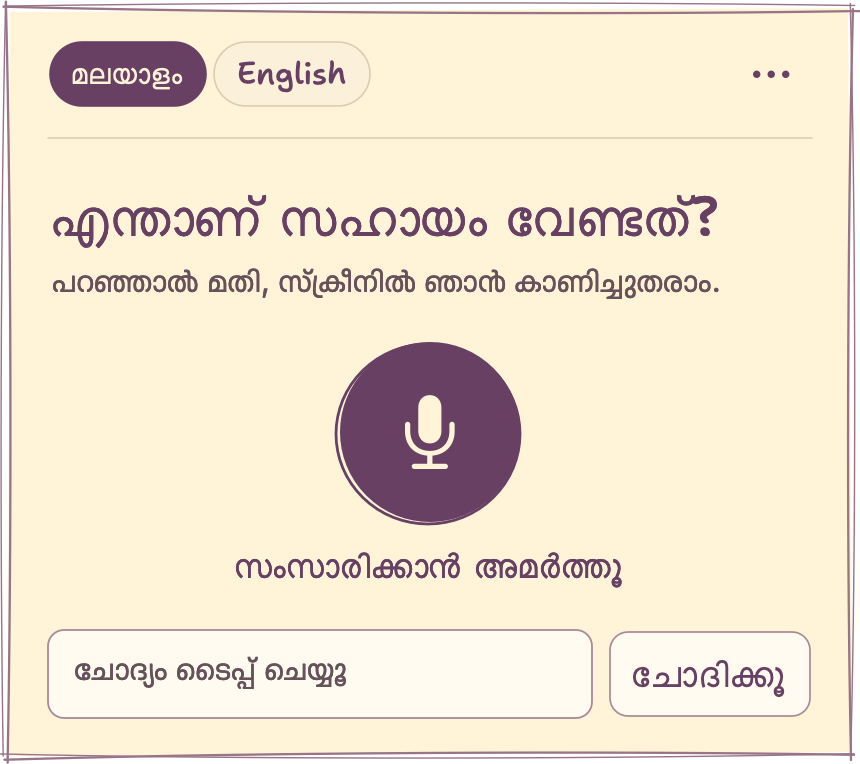 മലയാളം English
എന്താണ് സഹായം വേണ്ടത്?
പറഞ്ഞാൽ മതി, സ്ക്രീനിൽ ഞാൻ കാണിച്ചുതരാം.
സംസാരിക്കാൻ അമർത്തൂ
ചോദ്യം ടൈപ്പ് ചെയ്യൂ ചോദിക്കൂ